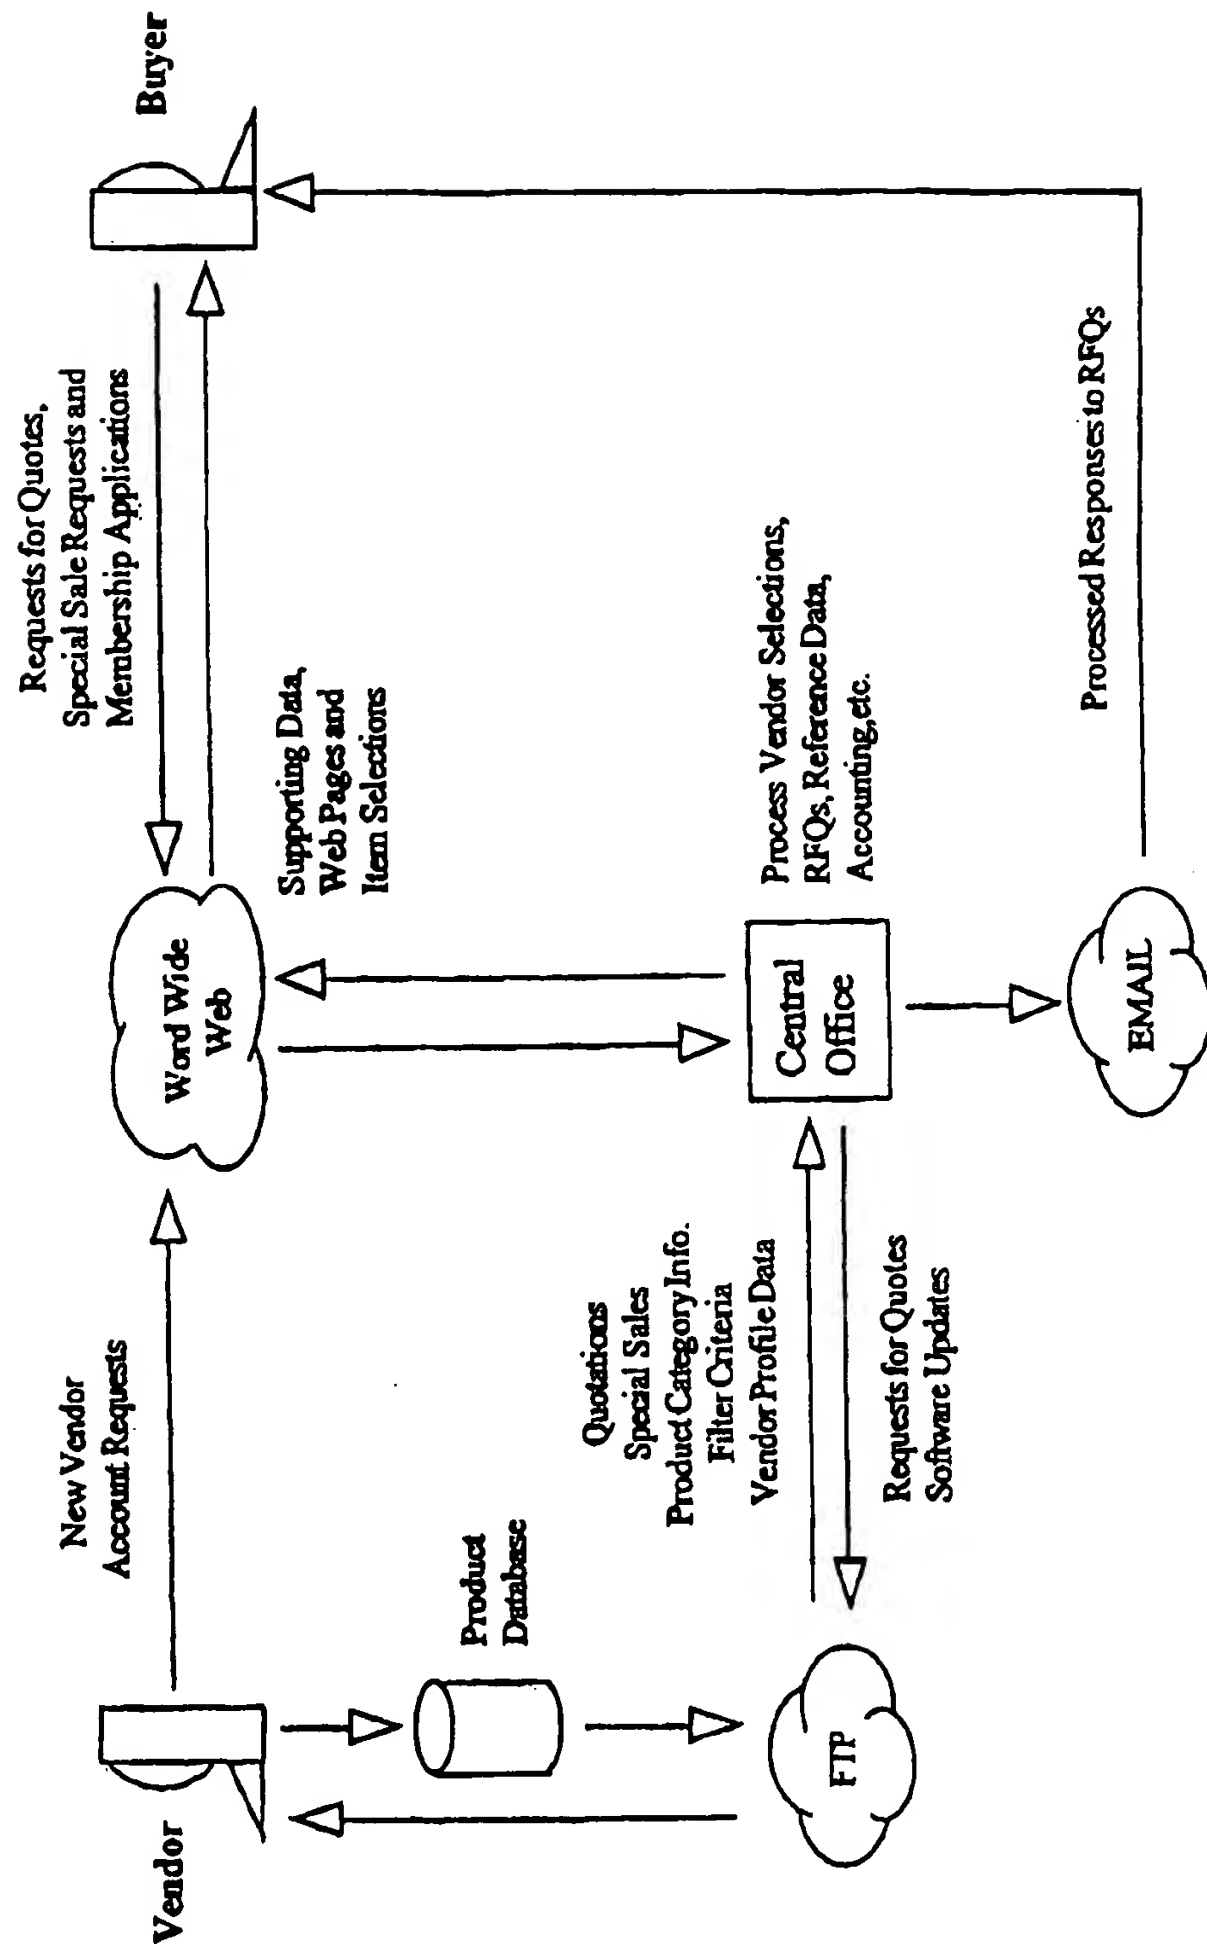 Vendor
New Vendor
Account Requests
Word Wide
Web
Requests for Quotes,
Special Sale Requests and
Membership Applications
Buyer
Supporting Data,
Web Pages and
Item Selections
Product
Database
Quotations
Special Sales
Product Category Info.
Filter Criteria
Vendor Profile Data
Central
Office
Process Vendor Selections,
RFQs, Reference Data,
Accounting,etc.
FTP
Requests for Quotes
Software Updates
EMAIL
Processed Responses to RFQs